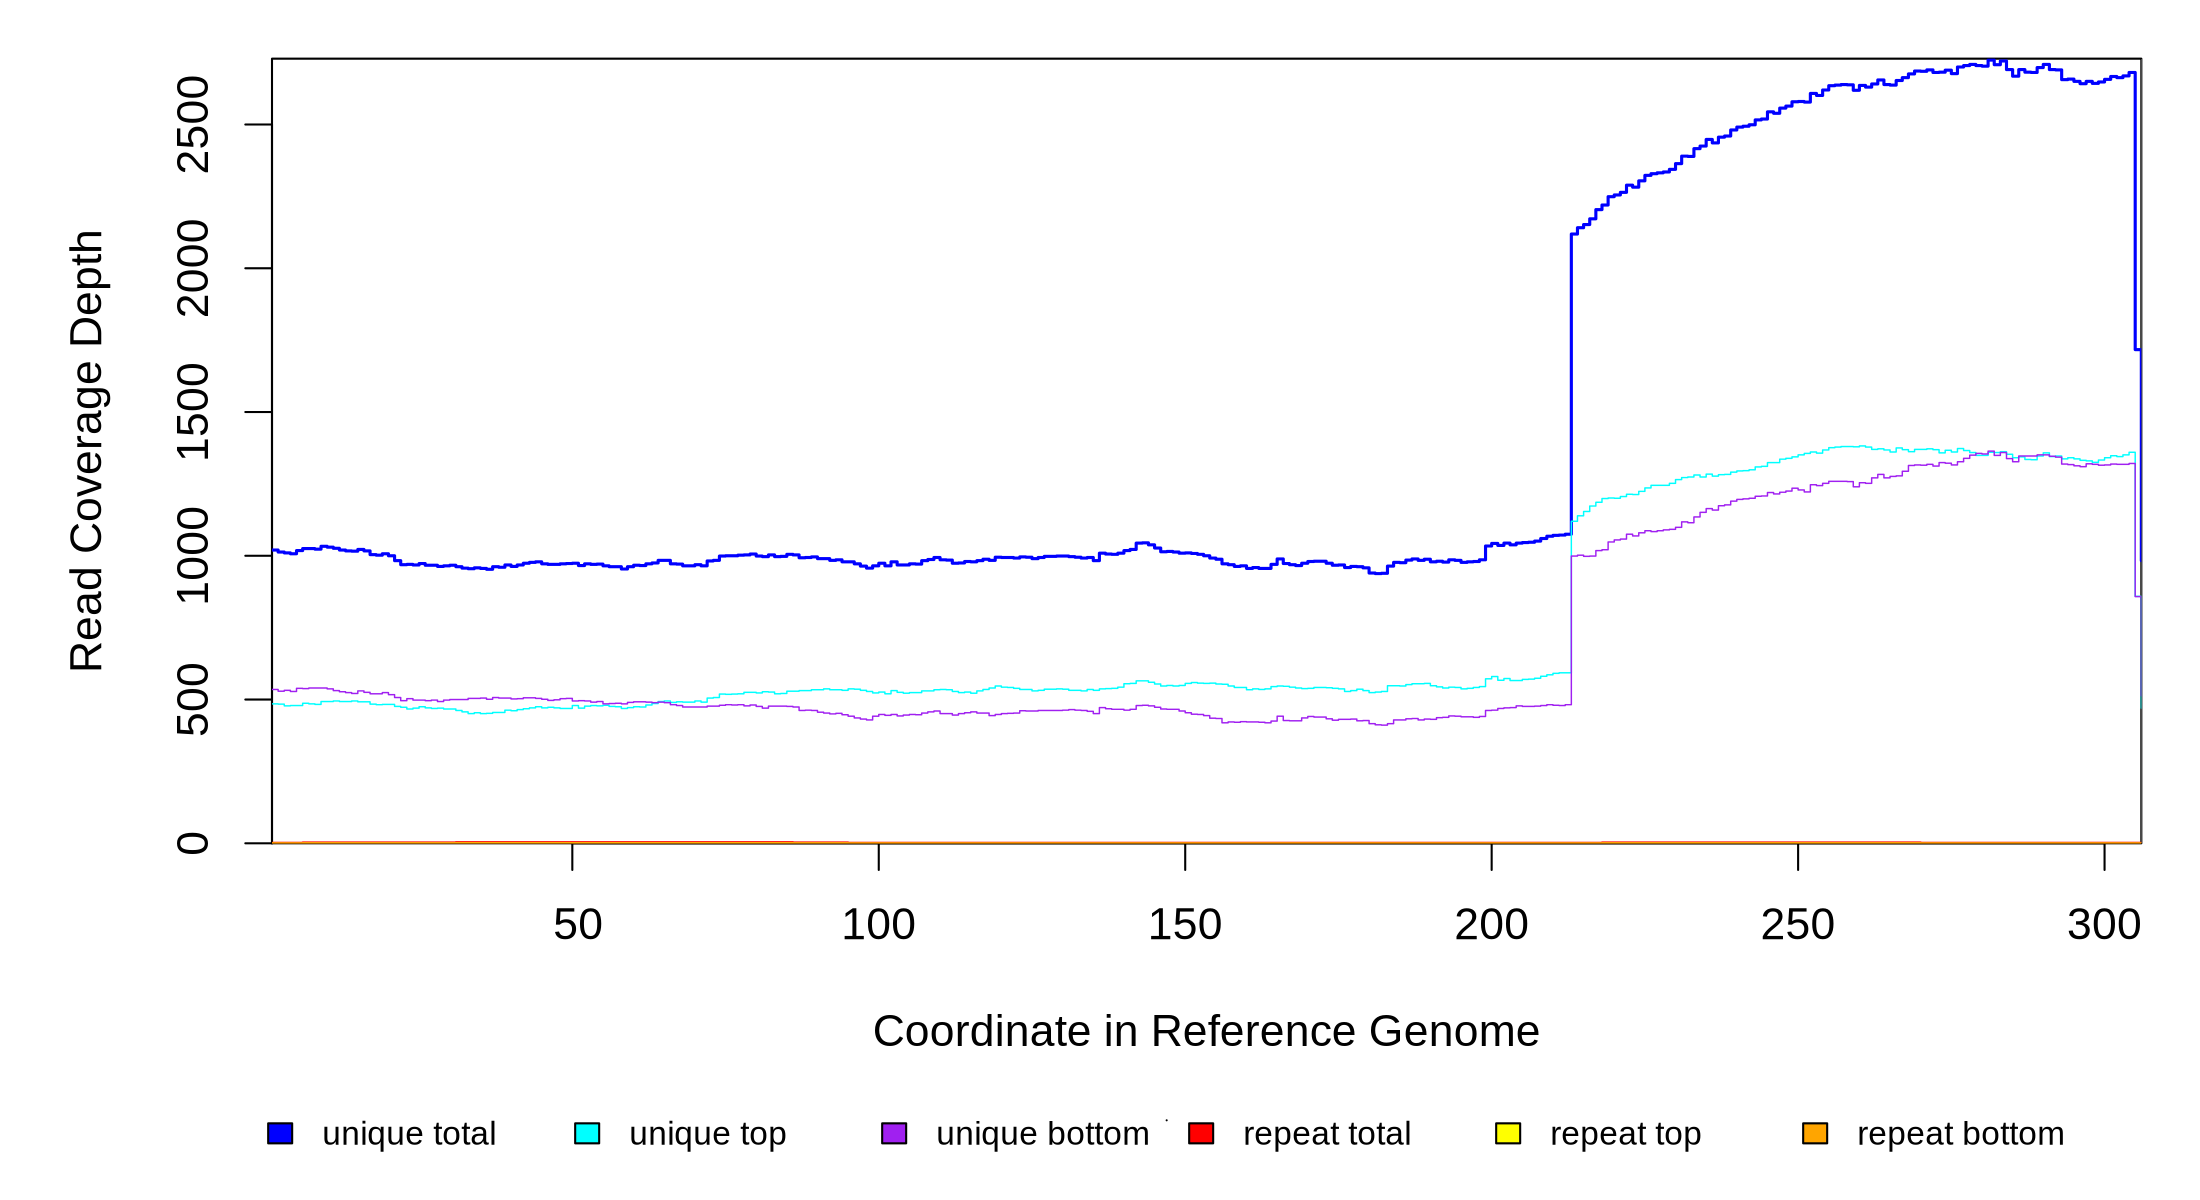 Read Coverage Depth
2500
2000
1500
1000
500
0
50 100 150 200 250 300
Coordinate in Reference Genome
unique total unique top unique bottom repeat total repeat top repeat bottom